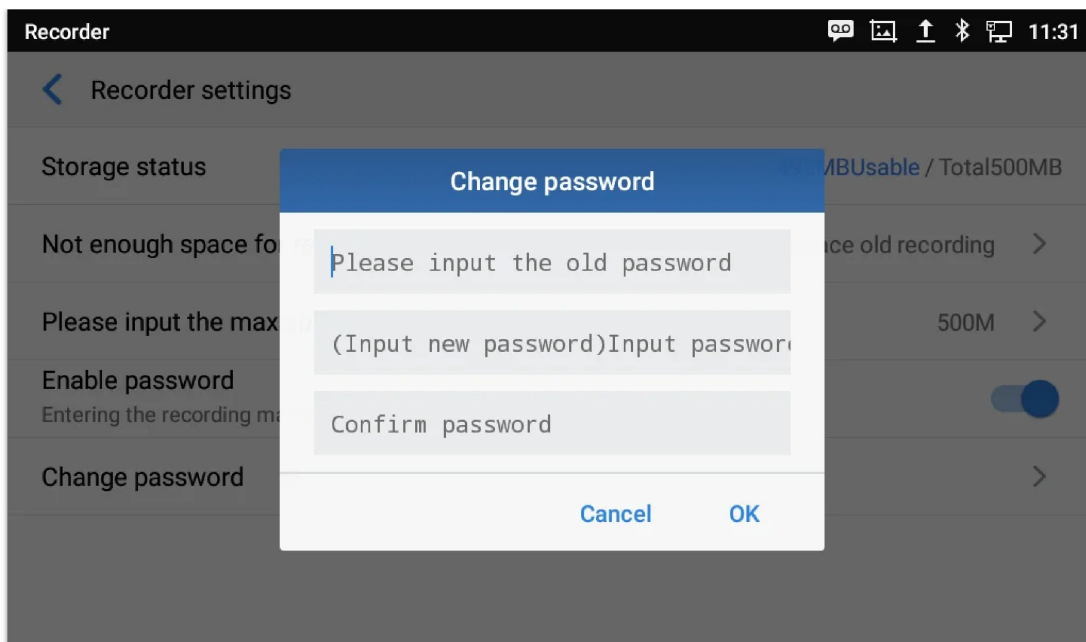 Recorder
11:31
Recorder settings
Storage status
MBUsable / Total500MB
Change password
Please input the old password
Not enough space fo
ace old recording
(Input new password)Input passwor
Please input the max
500M
Enable password
Entering the recording ma
Confirm password
Change password
Cancel
OK